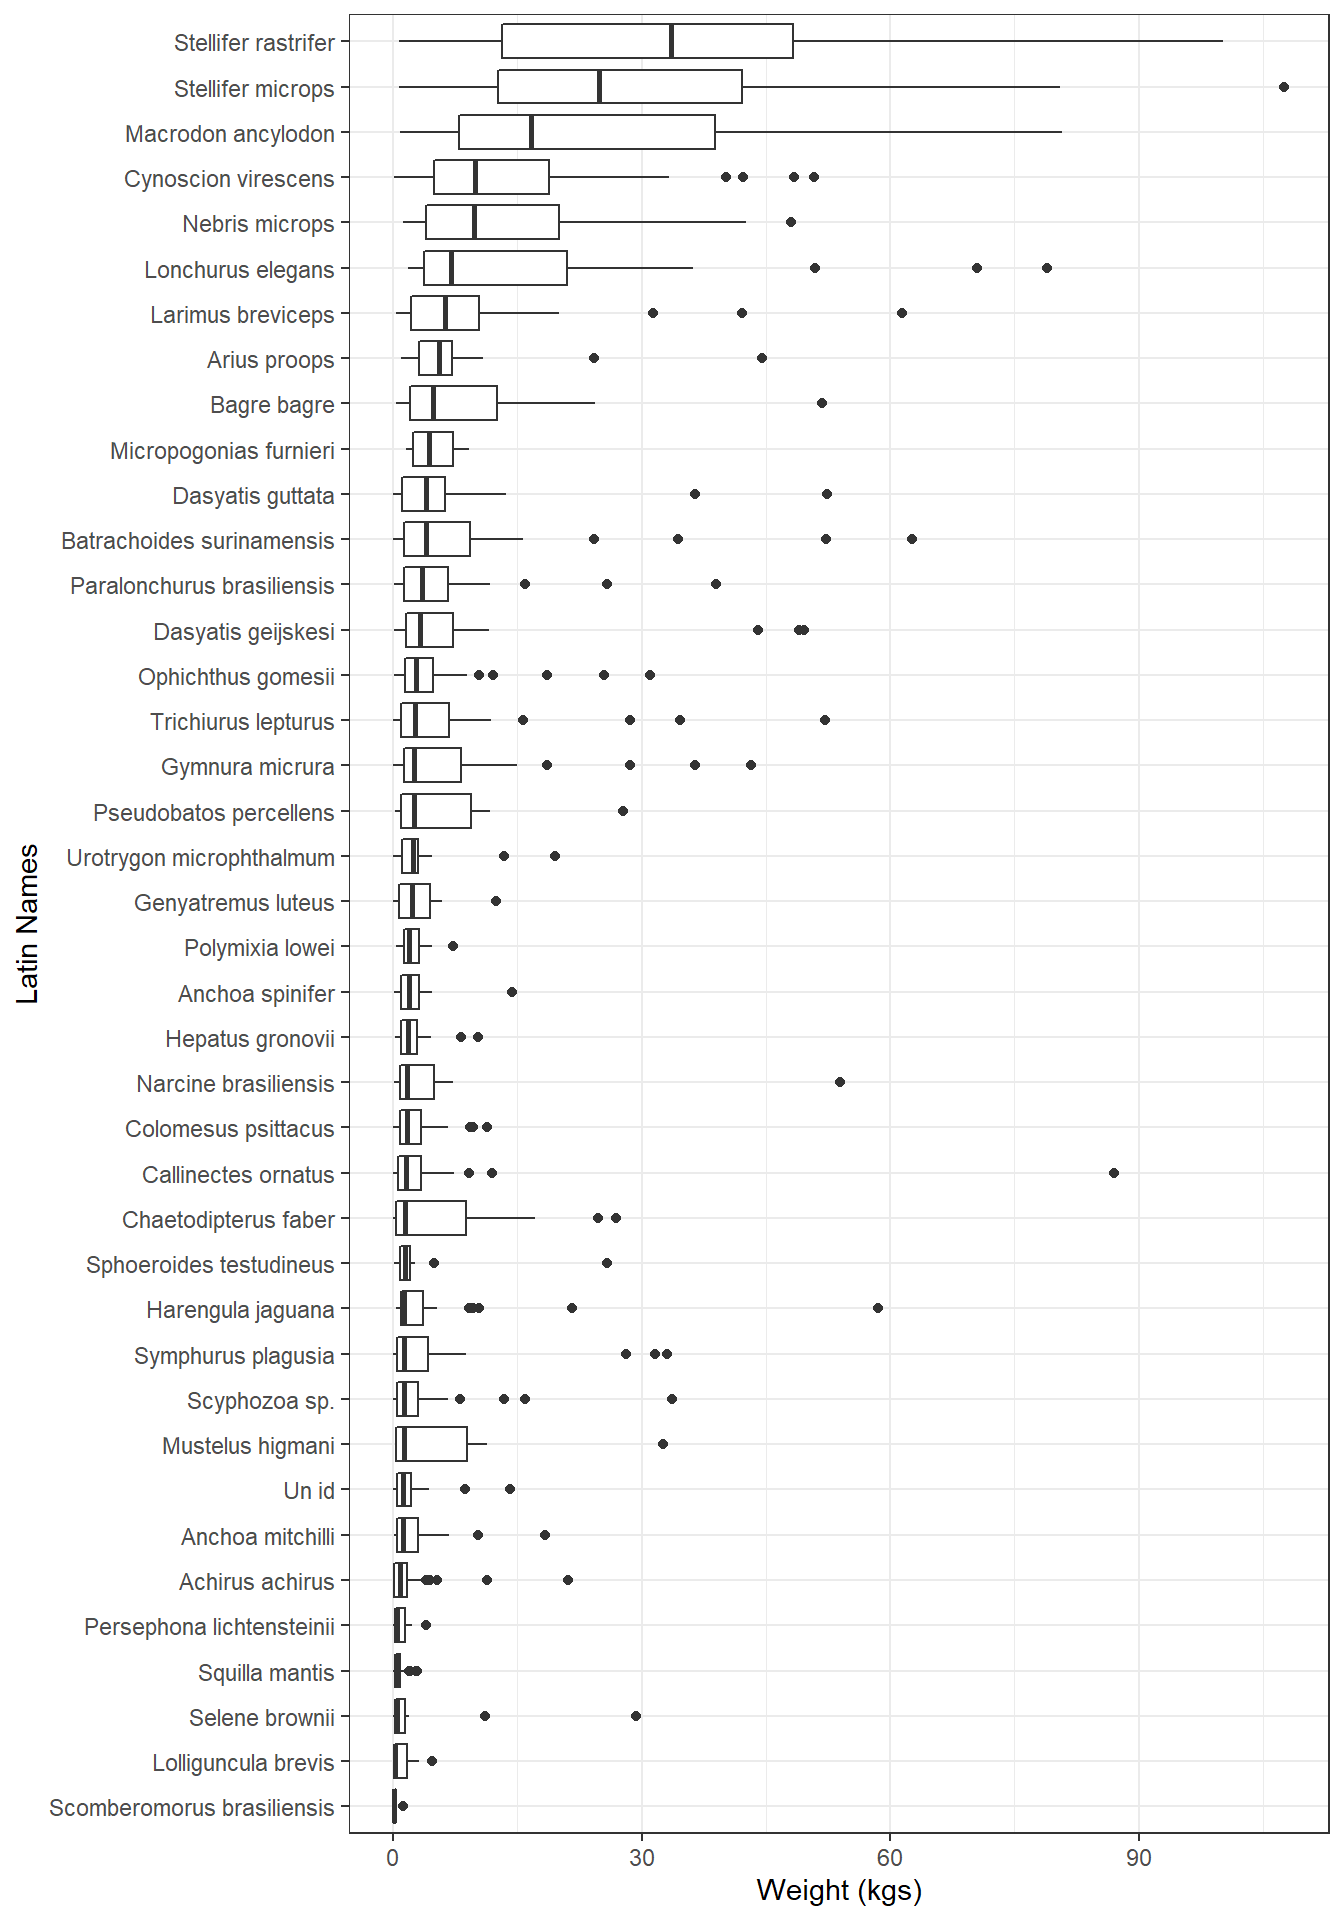 Stellifer rastrifer
Stellifer microps
Macrodon ancylodon
Cynoscion virescens
Nebris microps
Lonchurus elegans
Larimus breviceps
Arius proops
Bagre bagre
Micropogonias furnieri
Dasyatis guttata
Batrachoides surinamensis
Paralonchurus brasiliensis
Dasyatis geijskesi
Ophichthus gomesii
Trichiurus lepturus
Gymnura micrura
Pseudobatos percellens
Urotrygon microphthalmum
Genyatremus luteus
Polymixia lowei
Anchoa spinifer
Hepatus gronovii
Narcine brasiliensis
Colomesus psittacus
Callinectes ornatus
Chaetodipterus faber
Sphoeroides testudineus
Harengula jaguana
Symphurus plagusia
Scyphozoa sp.
Mustelus higmani
Un id
Anchoa mitchilli
Achirus achirus
Persephona lichtensteinii
Squilla mantis
Selene brownii
Lolliguncula brevis
Scomberomorus brasiliensis
Latin Names
0 30 60 90
Weight (kgs)